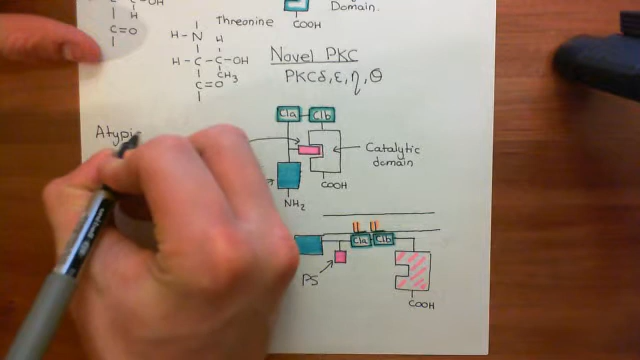 C C-OH
H
C=O
Threonine
Domain.
COOH
H-N H
H-C-C-OH
CH3
C=O
Novel PKC
PKCδ, ε, η, θ
Atypi
C1a C1b
Catalytic
domain
COOH
NH2
C1a C1b
PS
COOH